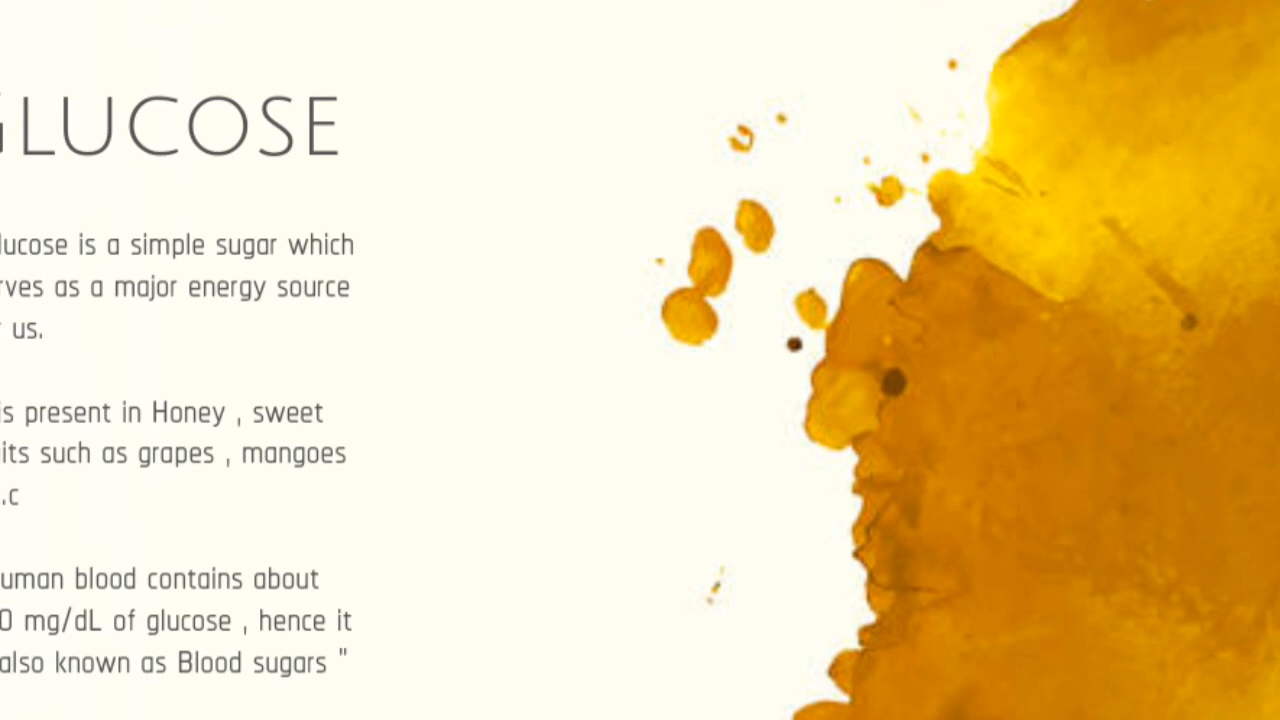 GLUCOSE
lucose is a simple sugar which
rves as a major energy source
us.
is present in Honey , sweet
its such as grapes , mangoes
.c
uman blood contains about
0 mg/dL of glucose , hence it
also known as Blood sugars "